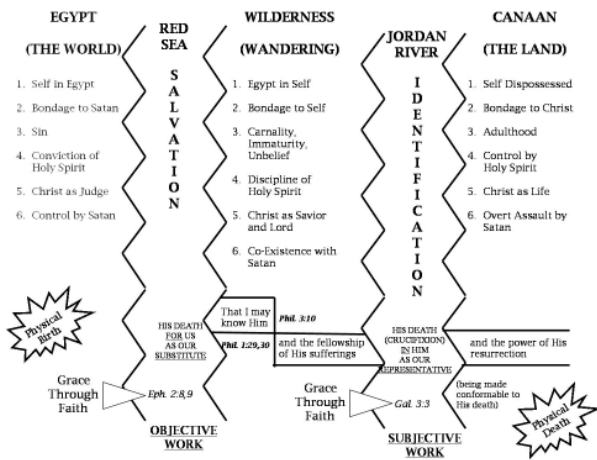 EGYPT
(THE WORLD)
1. Self in Egypt
2. Bondage to Satan
3. Sin
4. Conviction of
Holy Spirit
5. Christ as Judge
6. Control by Satan
Physical
Birth
RED
SEA
S
A
L
V
A
T
I
O
N
HIS DEATH
FOR US
AS OUR
SUBSTITUTE
Grace
Through
Faith
Eph. 2:8,9
OBJECTIVE
WORK
WILDERNESS
(WANDERING)
1. Egypt in Self
2. Bondage to Self
3. Carnality,
Immaturity,
Unbelief
4. Discipline of
Holy Spirit
5. Christ as Savior
and Lord
6. Co-Existence with
Satan
That I may
know Him
Phil. 3:10
Phil. 1:29,30
and the fellowship
of His sufferings
Grace
Through
Faith
Gal. 3:3
JORDAN
RIVER
I
D
E
N
T
I
F
I
C
A
T
I
O
N
HIS DEATH
(CRUCIFIXION)
IN HIM
AS OUR
REPRESENTATIVE
SUBJECTIVE
WORK
CANAAN
(THE LAND)
1. Self Dispossessed
2. Bondage to Christ
3. Adulthood
4. Control by
Holy Spirit
5. Christ as Life
6. Overt Assault by
Satan
and the power of His
resurrection
(being made
conformable to
His death)
Physical
Death